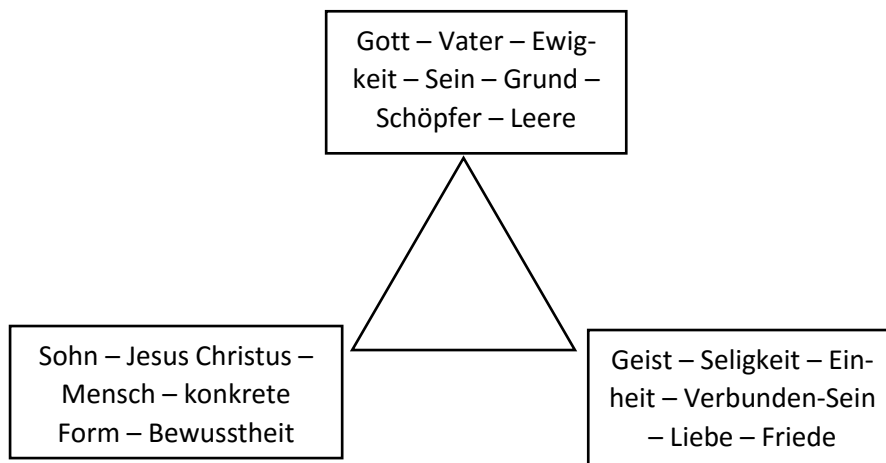 Gott – Vater – Ewig-
keit – Sein – Grund –
Schöpfer – Leere
Sohn – Jesus Christus –
Mensch – konkrete
Form – Bewusstheit
Geist – Seligkeit – Ein-
heit – Verbunden-Sein
– Liebe – Friede